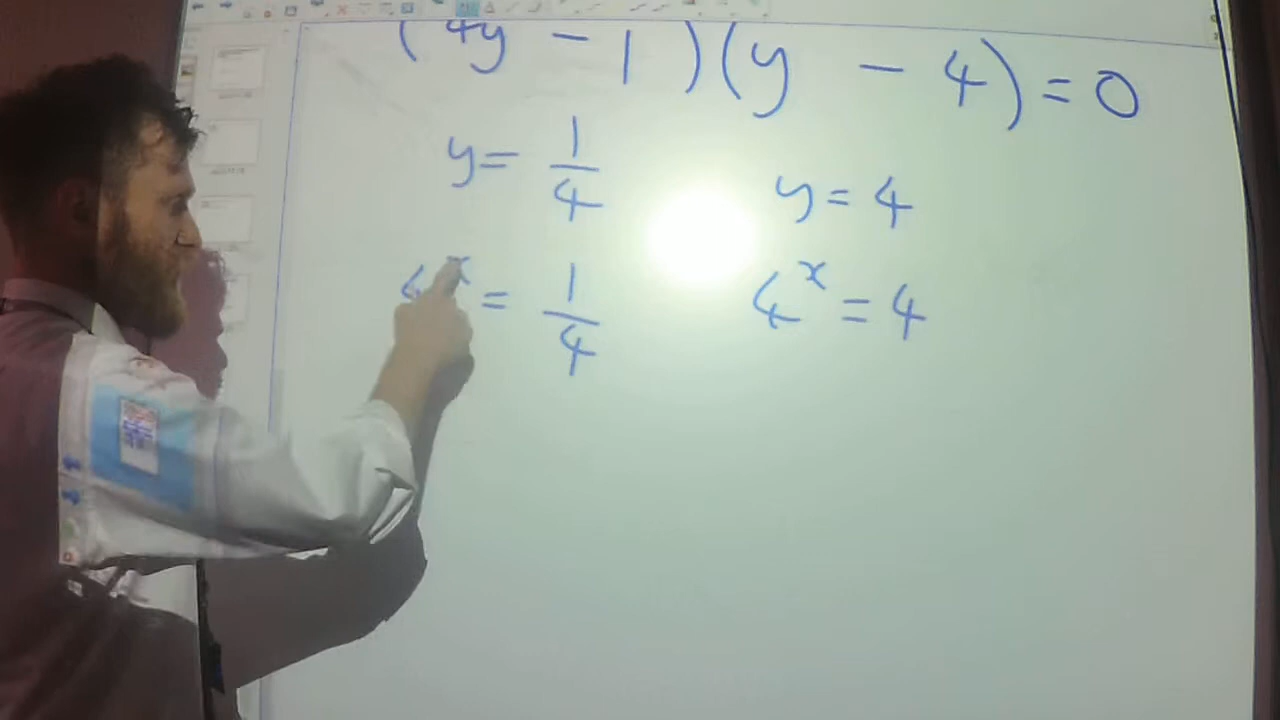 (4y - 1)(y - 4) = 0
y = 1/4 y = 4
4^x = 1/4 4^x = 4